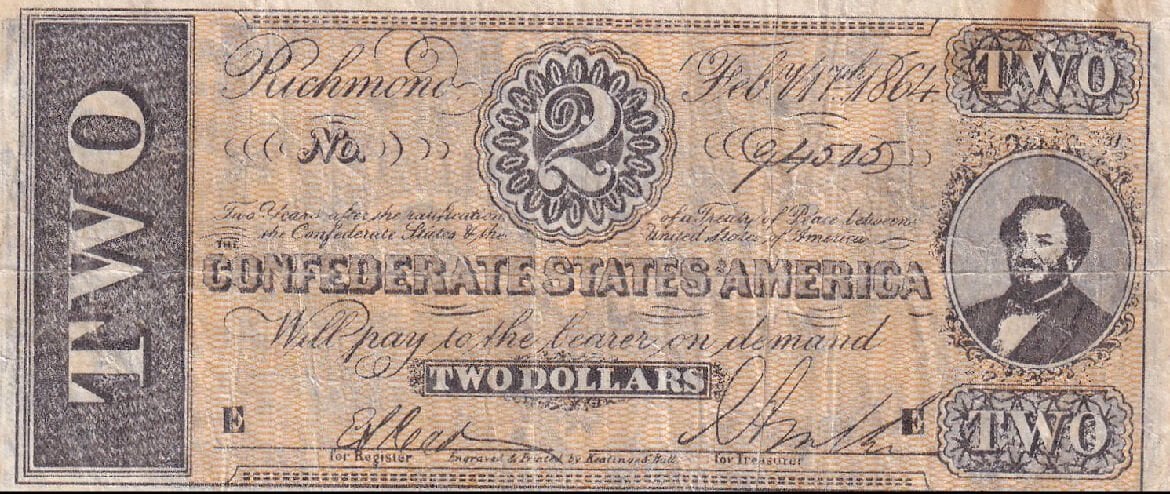 TWO
Richmond
2
Feby 17th 1864
TWO
No.
94515
Two Years after the ratification of a Treaty of Peace between
the Confederate States & the United States of America
THE
CONFEDERATE STATES OF AMERICA
Will pay to the bearer on demand
TWO DOLLARS
E
E
TWO
for Register
Engraved & Printed by Keatinge & Ball
for Treasurer